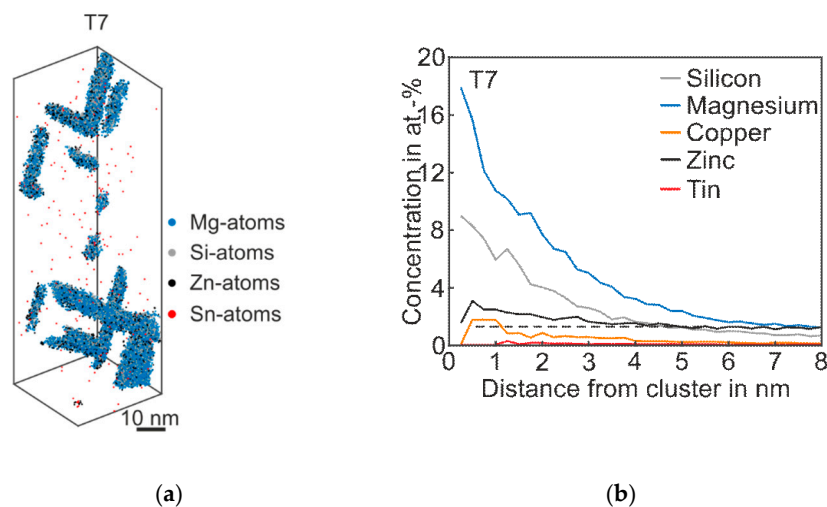 T7
Mg-atoms
Si-atoms
Zn-atoms
Sn-atoms
10 nm
(a)
T7
Silicon
Magnesium
Copper
Zinc
Tin
Concentration in at.-%
20
16
12
8
4
0
0 1 2 3 4 5 6 7 8
Distance from cluster in nm
(b)